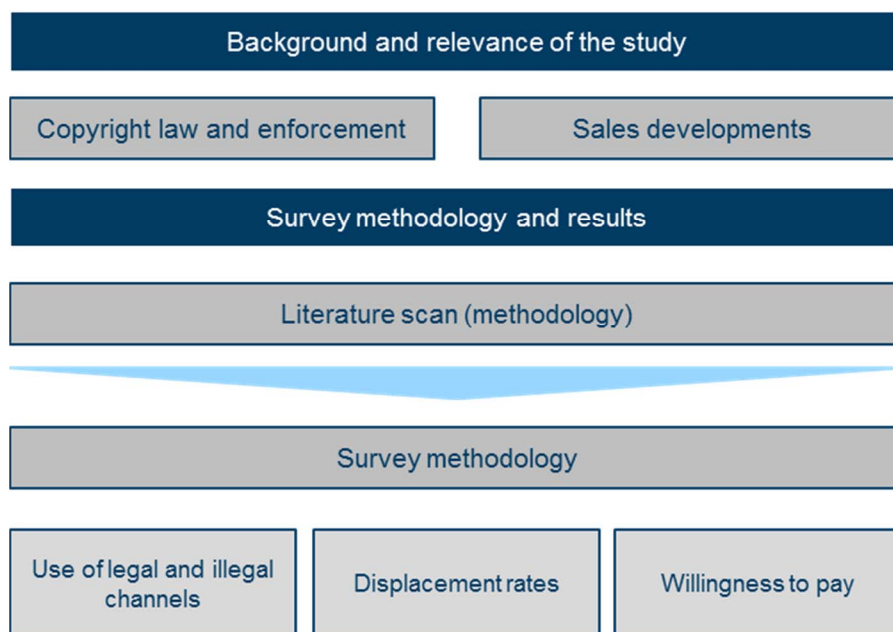 Background and relevance of the study
Copyright law and enforcement
Sales developments
Survey methodology and results
Literature scan (methodology)
Survey methodology
Use of legal and illegal
channels
Displacement rates
Willingness to pay